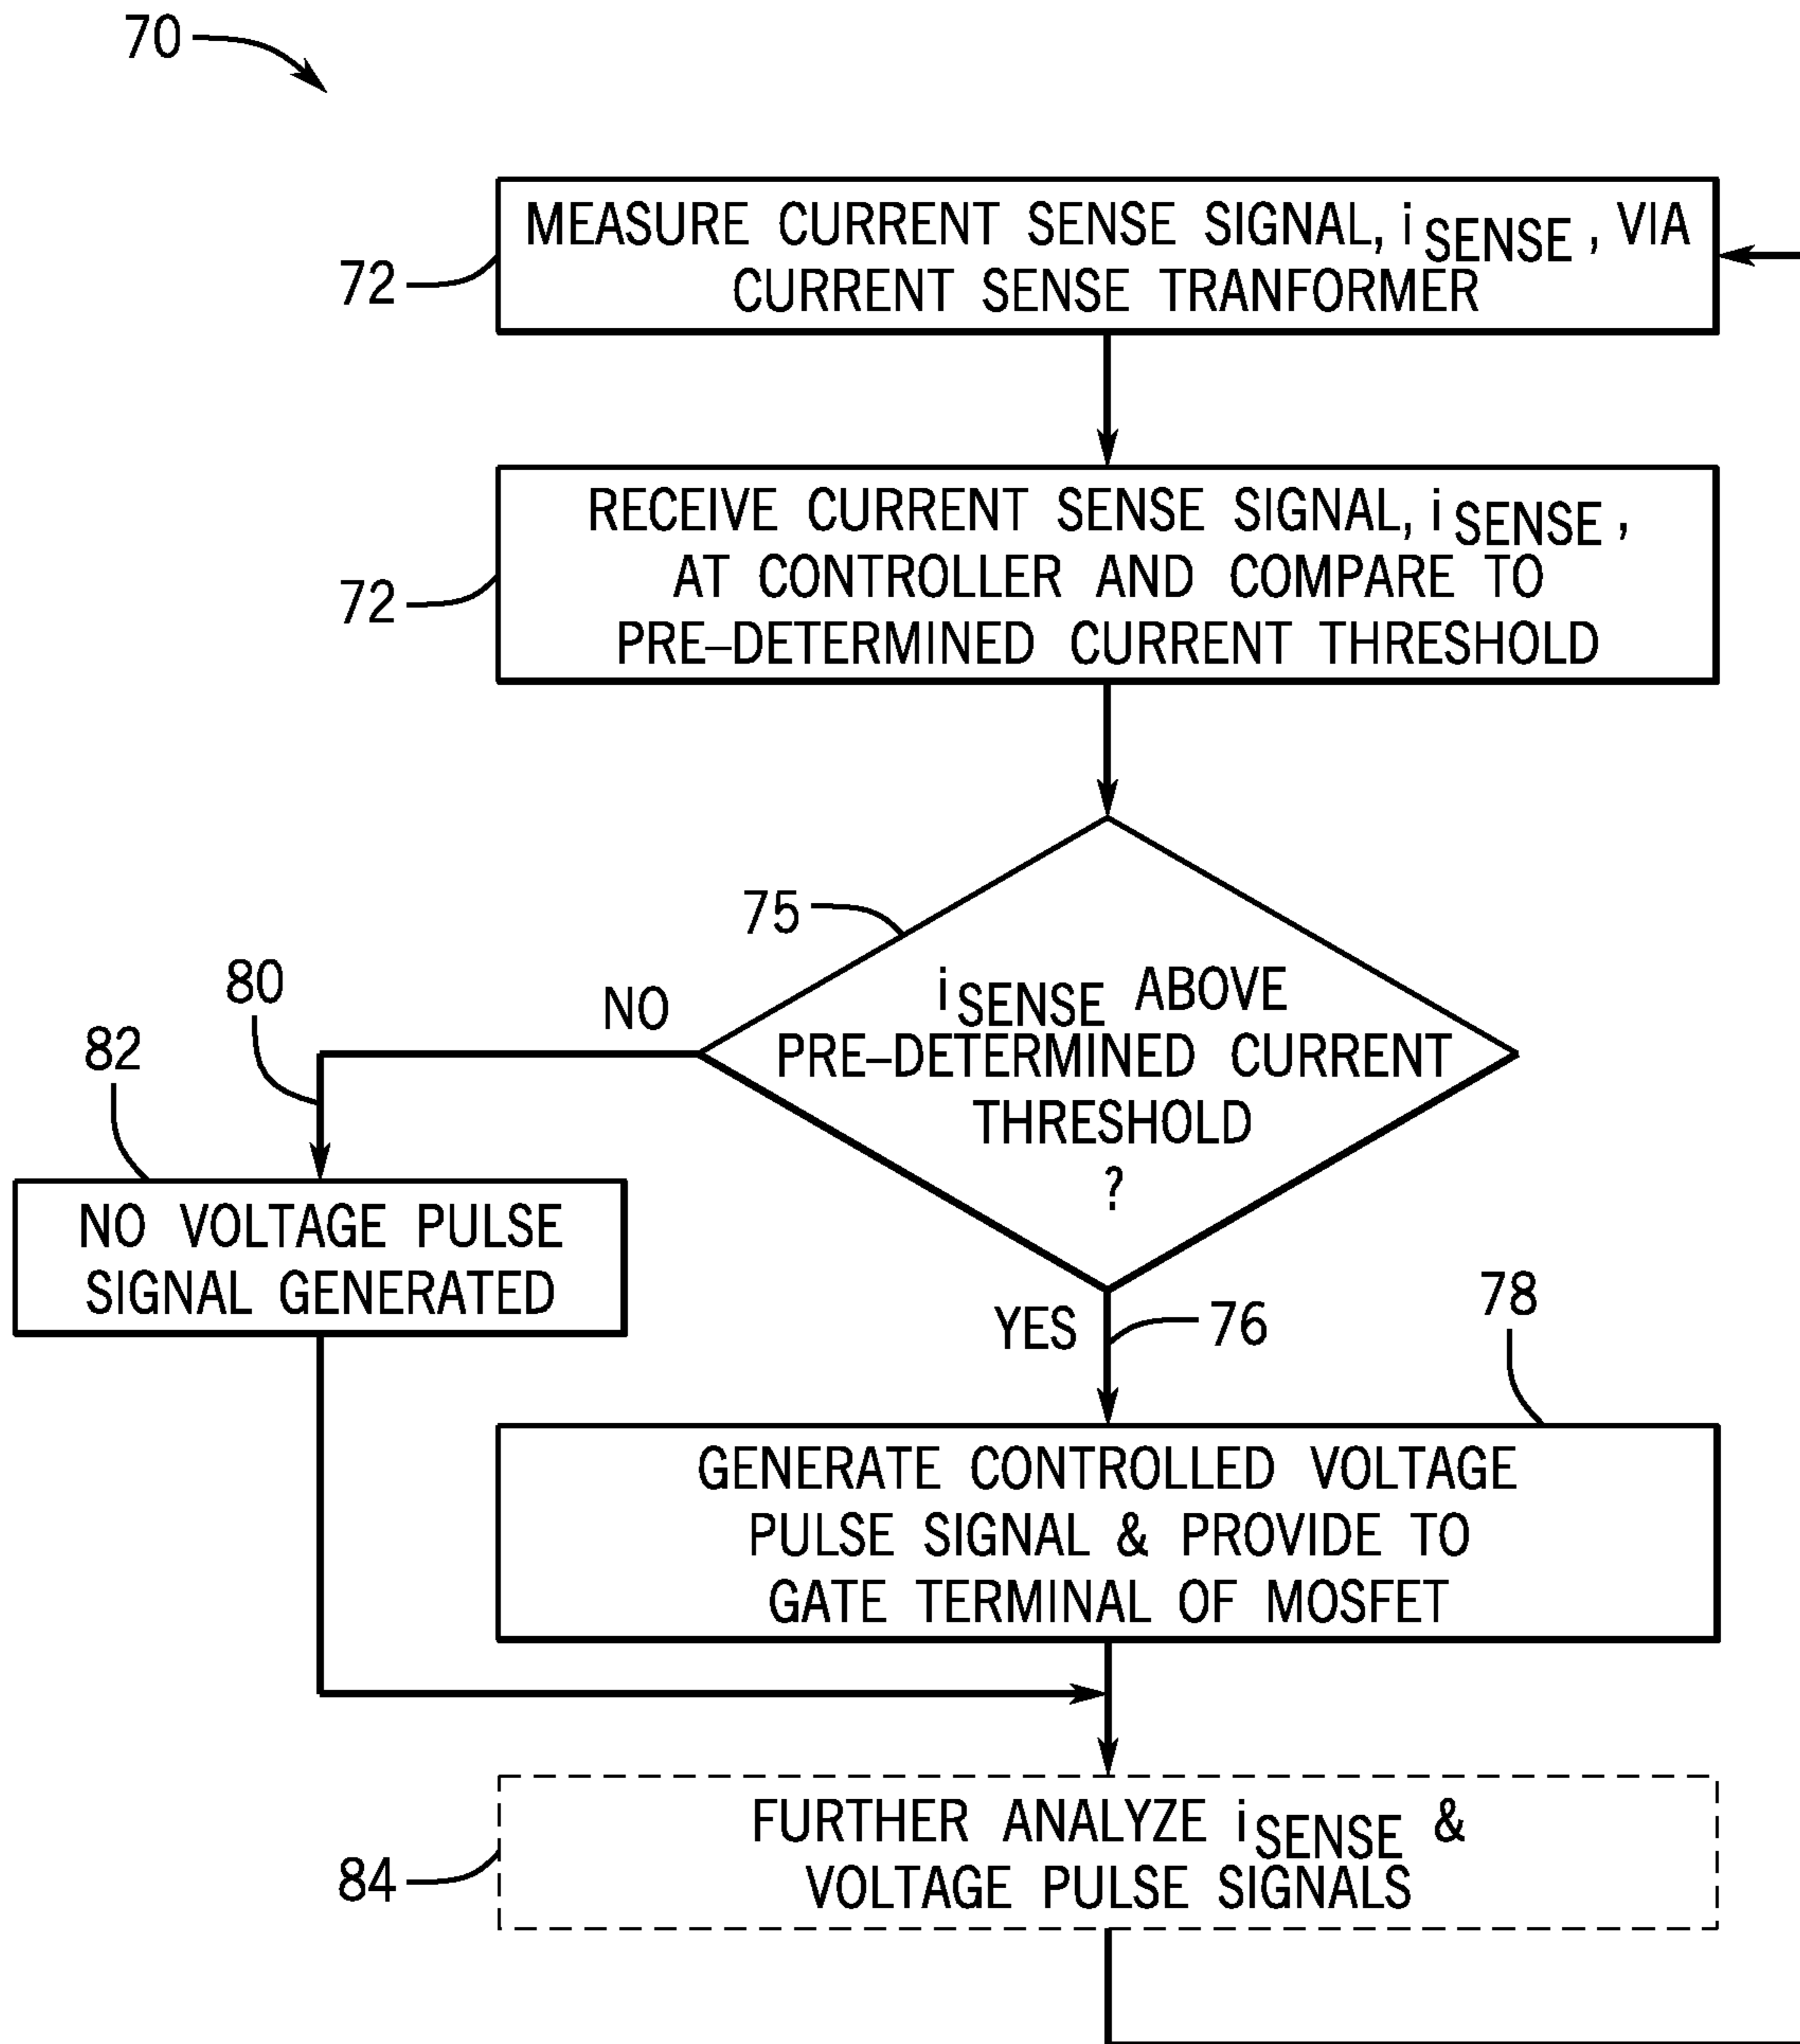 70
MEASURE CURRENT SENSE SIGNAL, iSENSE, VIA
CURRENT SENSE TRANFORMER
72
RECEIVE CURRENT SENSE SIGNAL, iSENSE,
AT CONTROLLER AND COMPARE TO
PRE-DETERMINED CURRENT THRESHOLD
72
75
iSENSE ABOVE
PRE-DETERMINED CURRENT
THRESHOLD
?
NO
80
82
NO VOLTAGE PULSE
SIGNAL GENERATED
YES
76
78
GENERATE CONTROLLED VOLTAGE
PULSE SIGNAL & PROVIDE TO
GATE TERMINAL OF MOSFET
FURTHER ANALYZE iSENSE &
VOLTAGE PULSE SIGNALS
84